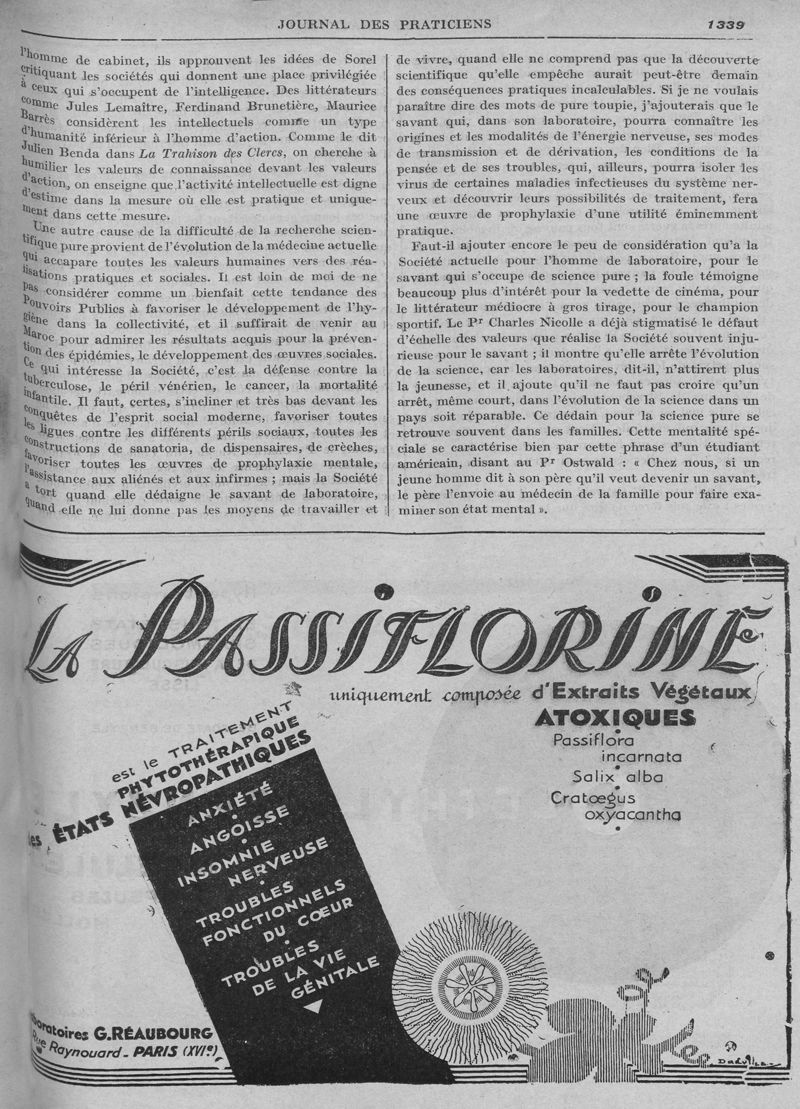 JOURNAL DES PRATICIENS 1339
l'homme de cabinet, ils approuvent les idées de Sorel
critiquant les sociétés qui donnent une place privilégiée
à ceux qui s'occupent de l'intelligence. Des littérateurs
comme Jules Lemaître, Ferdinand Brunetière, Maurice
Barrès considèrent les intellectuels comme un type
d'humanité inférieur à l'homme d'action. Comme le dit
Julien Benda dans La Trahison des Clercs, on cherche à
humilier les valeurs de connaissance devant les valeurs
d'action, on enseigne que l'activité intellectuelle est digne
d'estime dans la mesure où elle est pratique et unique-
ment dans cette mesure.
Une autre cause de la difficulté de la recherche scien-
tifique pure provient de l'évolution de la médecine actuelle
qui accapare toutes les valeurs humaines vers des réa-
lisations pratiques et sociales. Il est loin de moi de ne
pas considérer comme un bienfait cette tendance des
Pouvoirs Publics à favoriser le développement de l'hy-
giène dans la collectivité, et il suffirait de venir au
Maroc pour admirer les résultats acquis pour la préven-
tion des épidémies, le développement des œuvres sociales.
Ce qui intéresse la Société, c'est la défense contre la
tuberculose, le péril vénérien, le cancer, la mortalité
infantile. Il faut, certes, s'incliner et très bas devant les
conquêtes de l'esprit social moderne, favoriser toutes
les ligues contre les différents périls sociaux, toutes les
constructions de sanatoria, de dispensaires, de crèches,
favoriser toutes les œuvres de prophylaxie mentale,
l'assistance aux aliénés et aux infirmes ; mais la Société
a tort quand elle dédaigne le savant de laboratoire,
quand elle ne lui donne pas les moyens de travailler et
de vivre, quand elle ne comprend pas que la découverte
scientifique qu'elle empêche aurait peut-être demain
des conséquences pratiques incalculables. Si je ne voulais
paraître dire des mots de pure toupie, j'ajouterais que le
savant qui, dans son laboratoire, pourra connaître les
origines et les modalités de l'énergie nerveuse, ses modes
de transmission et de dérivation, les conditions de la
pensée et de ses troubles, qui, ailleurs, pourra isoler les
virus de certaines maladies infectieuses du système ner-
veux et découvrir leurs possibilités de traitement, fera
une œuvre de prophylaxie d'une utilité éminemment
pratique.
Faut-il ajouter encore le peu de considération qu'a la
Société actuelle pour l'homme de laboratoire, pour le
savant qui s'occupe de science pure ; la foule témoigne
beaucoup plus d'intérêt pour la vedette de cinéma, pour
le littérateur médiocre à gros tirage, pour le champion
sportif. Le Pr Charles Nicolle a déjà stigmatisé le défaut
d'échelle des valeurs que réalise la Société souvent inju-
rieuse pour le savant ; il montre qu'elle arrête l'évolution
de la science, car les laboratoires, dit-il, n'attirent plus
la jeunesse, et il ajoute qu'il ne faut pas croire qu'un
arrêt, même court, dans l'évolution de la science dans un
pays soit réparable. Ce dédain pour la science pure se
retrouve souvent dans les familles. Cette mentalité spé-
ciale se caractérise bien par cette phrase d'un étudiant
américain, disant au Pr Ostwald : « Chez nous, si un
jeune homme dit à son père qu'il veut devenir un savant,
le père l'envoie au médecin de la famille pour faire exa-
miner son état mental ».
LA PASSIFLORINE
uniquement composée d'Extraits Végétaux
ATOXIQUES
Passiflora
incarnata
Salix alba
Cratœgus
oxyacantha
est le TRAITEMENT
PHYTOTHÉRAPIQUE
des ÉTATS NÉVROPATHIQUES
ANXIÉTÉ
ANGOISSE
INSOMNIE
NERVEUSE
TROUBLES
FONCTIONNELS
DU CŒUR
TROUBLES
DE LA VIE
GÉNITALE
Laboratoires G. RÉAUBOURG
Rue Raynouard - PARIS (XVIe)